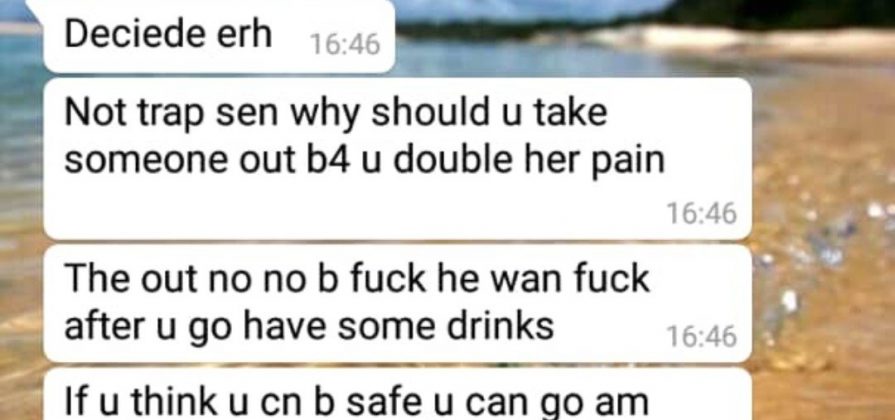 Deciede erh 16:46
Not trap sen why should u take
someone out b4 u double her pain
16:46
The out no no b fuck he wan fuck
after u go have some drinks 16:46
If u think u cn b safe u can go am